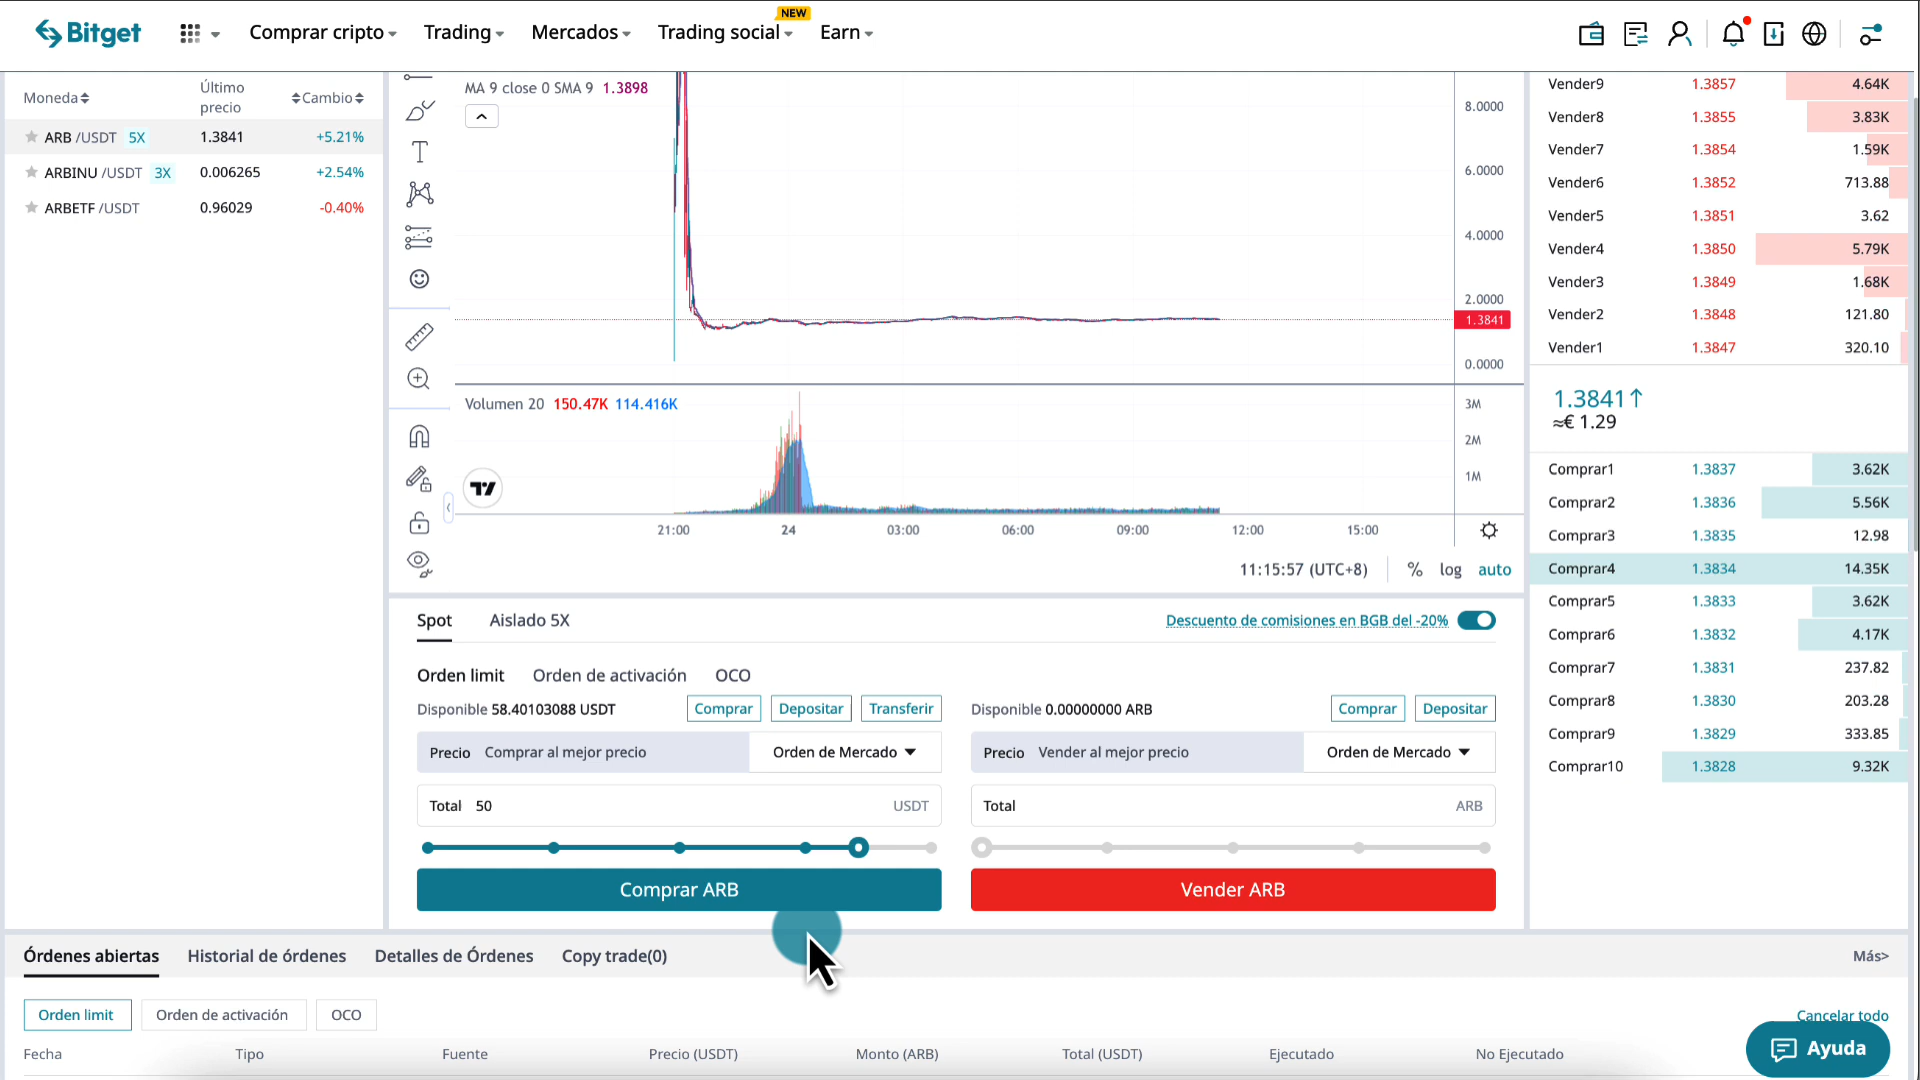 Bitget
Comprar cripto
Trading
Mercados
Trading social
NEW
Earn
Moneda
Último precio
Cambio
ARB /USDT 5X 1.3841 +5.21%
ARBINU /USDT 3X 0.006265 +2.54%
ARBETF /USDT 0.96029 -0.40%
MA 9 close 0 SMA 9 1.3898
8.0000
6.0000
4.0000
2.0000
1.3841
0.0000
Volumen 20 150.47K 114.416K
3M
2M
1M
21:00 24 03:00 06:00 09:00 12:00 15:00
11:15:57 (UTC+8) % log auto
Vender9 1.3857 4.64K
Vender8 1.3855 3.83K
Vender7 1.3854 1.59K
Vender6 1.3852 713.88
Vender5 1.3851 3.62
Vender4 1.3850 5.79K
Vender3 1.3849 1.68K
Vender2 1.3848 121.80
Vender1 1.3847 320.10
1.3841↑
≈€ 1.29
Comprar1 1.3837 3.62K
Comprar2 1.3836 5.56K
Comprar3 1.3835 12.98
Comprar4 1.3834 14.35K
Comprar5 1.3833 3.62K
Comprar6 1.3832 4.17K
Comprar7 1.3831 237.82
Comprar8 1.3830 203.28
Comprar9 1.3829 333.85
Comprar10 1.3828 9.32K
Spot Aislado 5X Descuento de comisiones en BGB del -20%
Orden limit Orden de activación OCO
Disponible 58.40103088 USDT Comprar Depositar Transferir
Precio Comprar al mejor precio Orden de Mercado
Total 50 USDT
Comprar ARB
Disponible 0.00000000 ARB Comprar Depositar
Precio Vender al mejor precio Orden de Mercado
Total ARB
Vender ARB
Órdenes abiertas Historial de órdenes Detalles de Órdenes Copy trade(0) Más>
Orden limit Orden de activación OCO Cancelar todo
Fecha Tipo Fuente Precio (USDT) Monto (ARB) Total (USDT) Ejecutado No Ejecutado
Ayuda